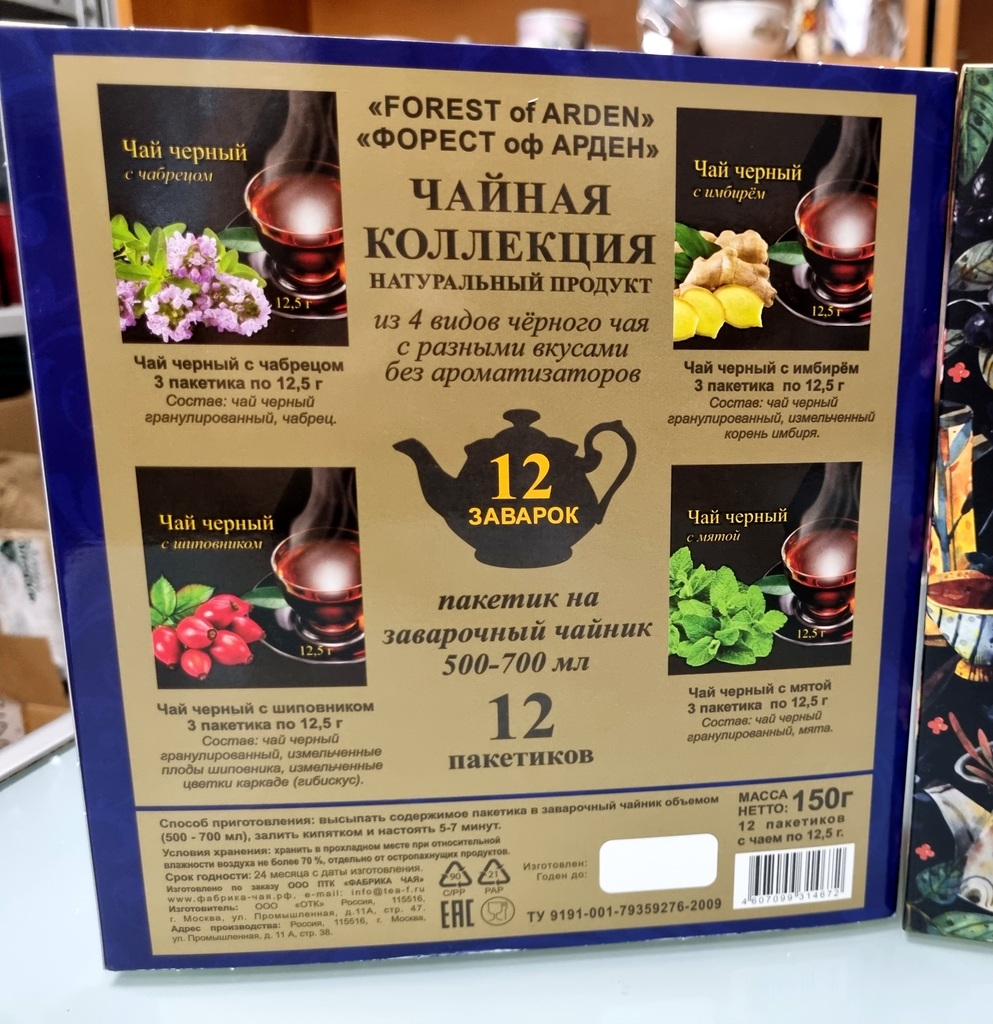 «FOREST of ARDEN»
«ФОРЕСТ оф АРДЕН»
ЧАЙНАЯ
КОЛЛЕКЦИЯ
НАТУРАЛЬНЫЙ ПРОДУКТ
из 4 видов чёрного чая
с разными вкусами
без ароматизаторов
Чай черный
с чабрецом
12,5 г
Чай черный с чабрецом
3 пакетика по 12,5 г
Состав: чай черный
гранулированный, чабрец.
Чай черный
с имбирём
12,5 г
Чай черный с имбирём
3 пакетика по 12,5 г
Состав: чай черный
гранулированный, измельченный
корень имбиря.
12
ЗАВАРОК
пакетик на
заварочный чайник
500-700 мл
12
пакетиков
Чай черный
с шиповником
12,5 г
Чай черный с шиповником
3 пакетика по 12,5 г
Состав: чай черный
гранулированный, измельченные
плоды шиповника, измельченные
цветки каркаде (гибискус).
Чай черный
с мятой
12,5 г
Чай черный с мятой
3 пакетика по 12,5 г
Состав: чай черный
гранулированный, мята.
Способ приготовления: высыпать содержимое пакетика в заварочный чайник объемом
(500 - 700 мл), залить кипятком и настоять 5-7 минут.
Условия хранения: хранить в прохладном месте при относительной
влажности воздуха не более 70 %, отдельно от остропахнущих продуктов.
Срок годности: 24 месяца с даты изготовления.
Изготовлено по заказу ООО ПТК «ФАБРИКА ЧАЯ»
www.фабрика-чая.рф, e-mail: info@tea-f.ru
Изготовитель: ООО «ОТК» Россия, 115516,
г. Москва, ул. Промышленная, д.11А, стр. 47.
Адрес производства: Россия, 115516, г. Москва,
ул. Промышленная, д. 11 А, стр. 38.
90
C/PP
21
PAP
EAC
Изготовлен:
Годен до:
ТУ 9191-001-79359276-2009
МАССА
НЕТТО: 150г
12 пакетиков
с чаем по 12,5 г.
4 607099 314672